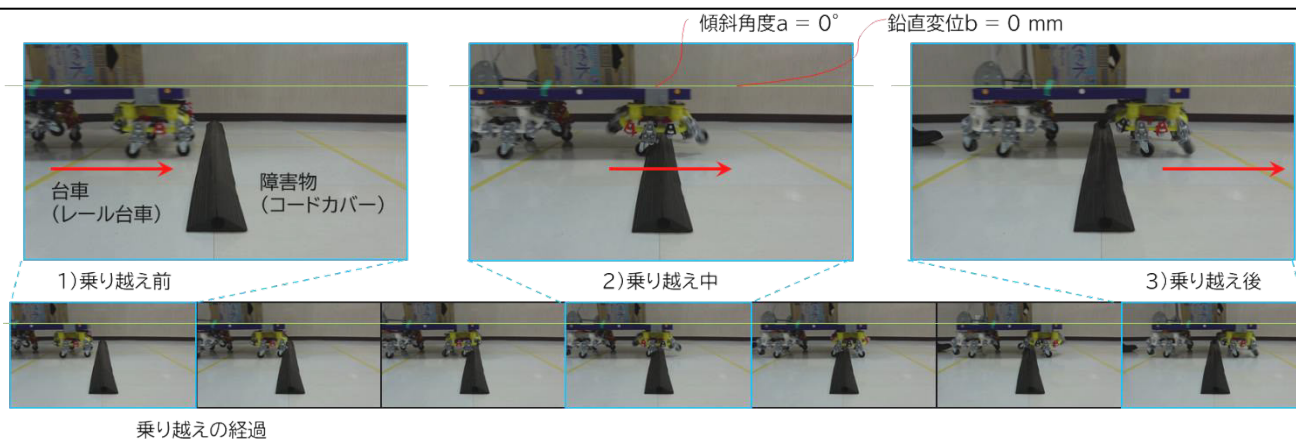 傾斜角度a = 0°
鉛直変位b = 0 mm
台車
(レール台車)
障害物
(コードカバー)
1)乗り越え前
2)乗り越え中
3)乗り越え後
乗り越えの経過